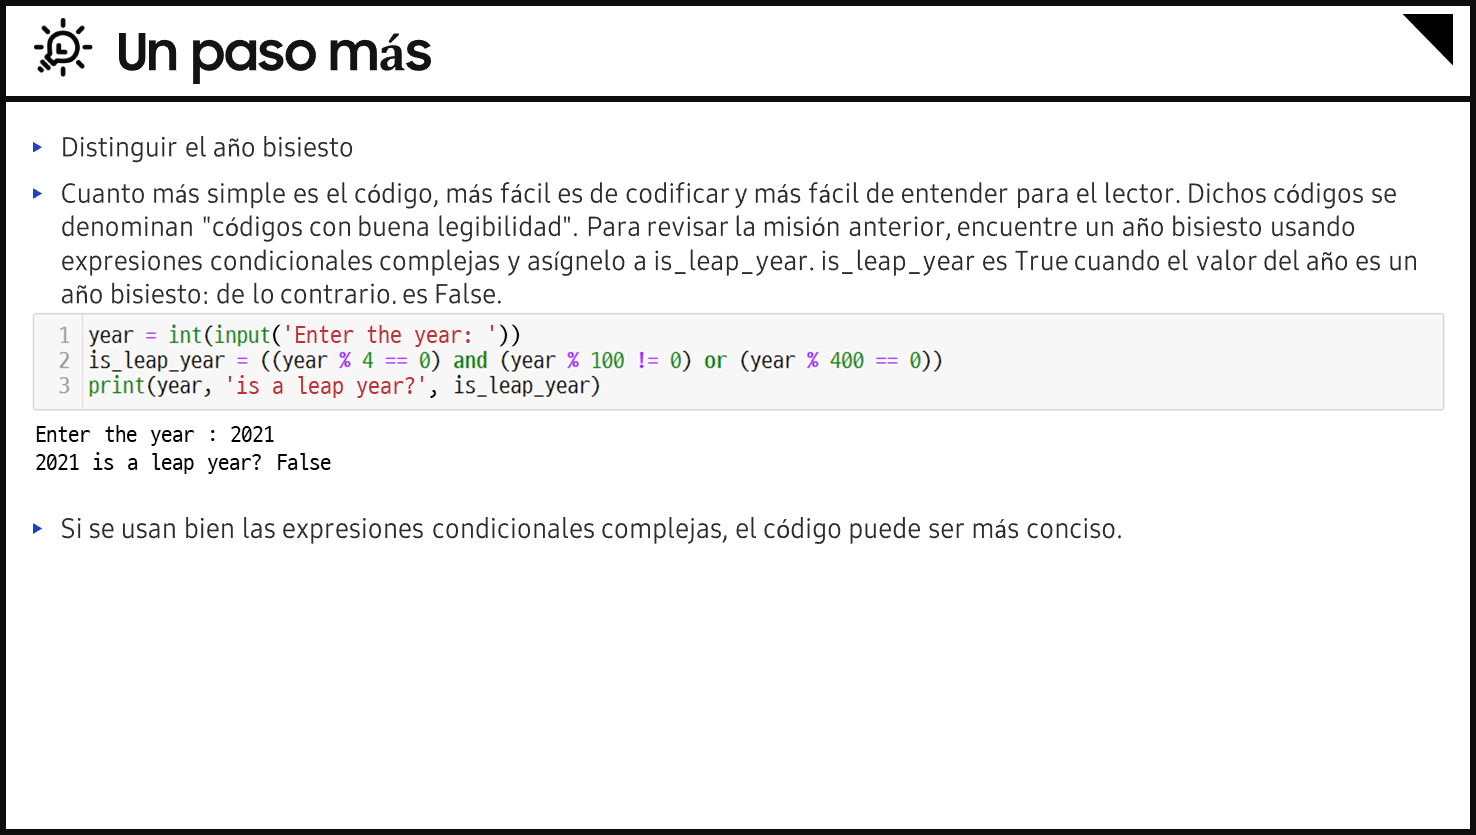 Un paso más
Distinguir el año bisiesto
Cuanto más simple es el código, más fácil es de codificar y más fácil de entender para el lector. Dichos códigos se
denominan "códigos con buena legibilidad". Para revisar la misión anterior, encuentre un año bisiesto usando
expresiones condicionales complejas y asígnelo a is_leap_year. is_leap_year es True cuando el valor del año es un
año bisiesto; de lo contrario, es False.
1 year = int(input('Enter the year: '))
2 is_leap_year = ((year % 4 == 0) and (year % 100 != 0) or (year % 400 == 0))
3 print(year, 'is a leap year?', is_leap_year)
Enter the year : 2021
2021 is a leap year? False
Si se usan bien las expresiones condicionales complejas, el código puede ser más conciso.